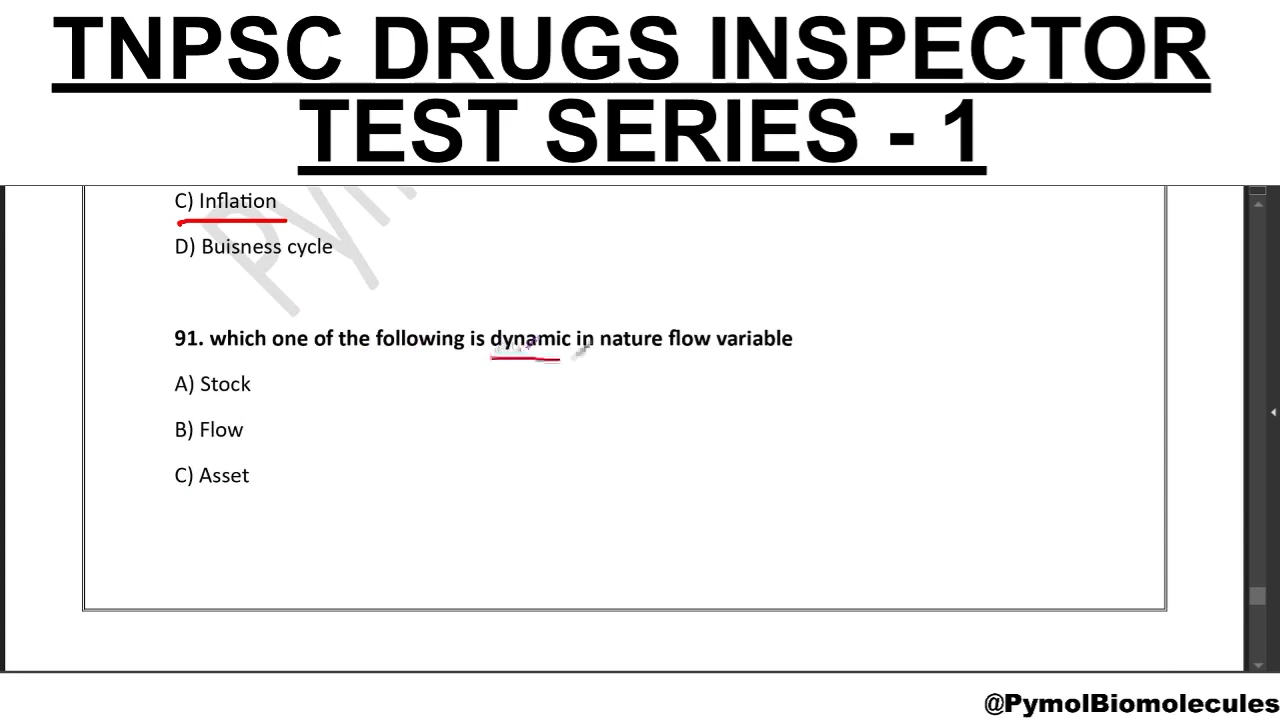 TNPSC DRUGS INSPECTOR
TEST SERIES - 1
C) Inflation
D) Buisness cycle
91. which one of the following is dynamic in nature flow variable
A) Stock
B) Flow
C) Asset
@PymolBiomolecules